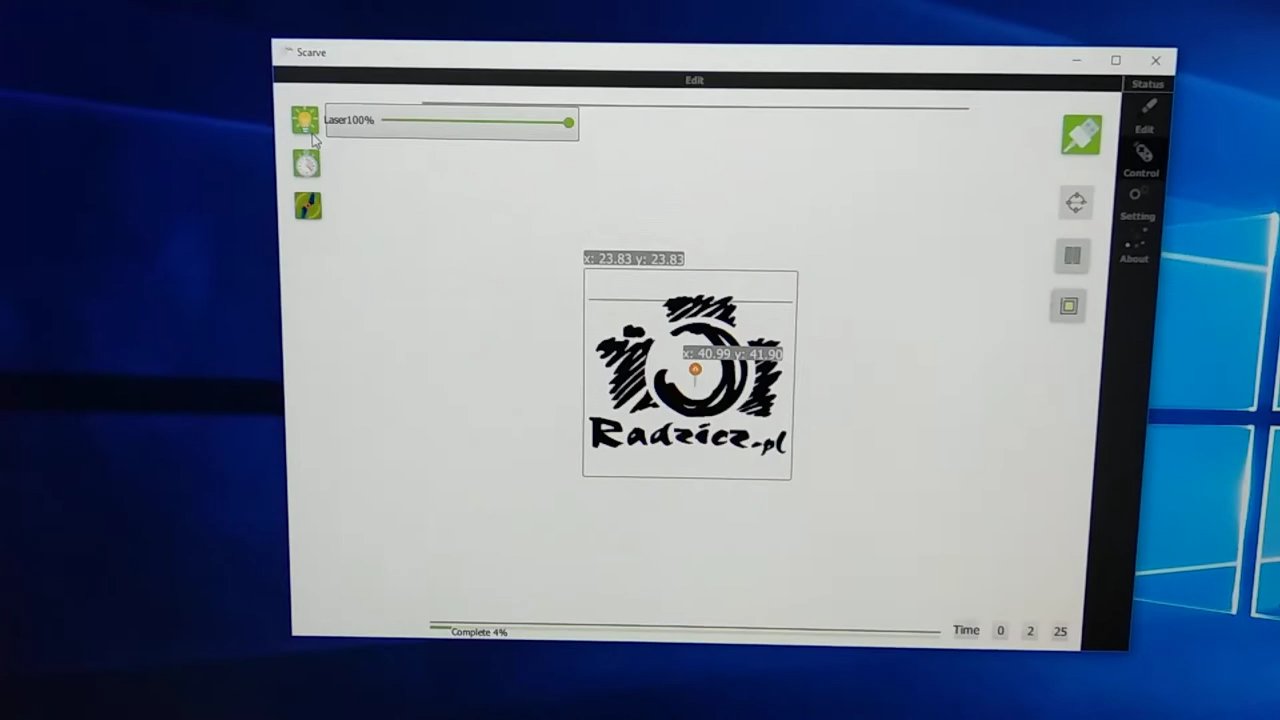 Scarve
Edit
Status
Laser100%
Edit
Control
Setting
About
x: 23.83 y: 23.83
x: 40.99 y: 41.90
Radzicz.pl
Complete 4%
Time 0 2 25